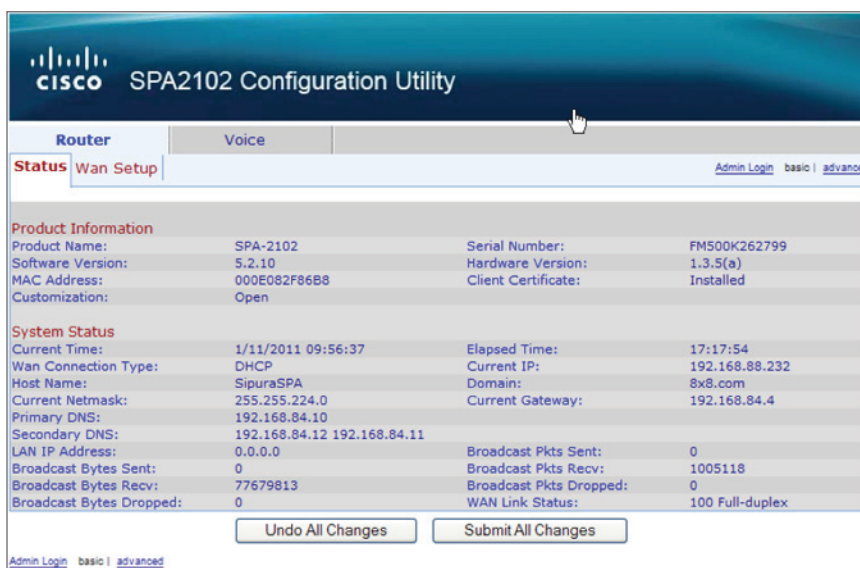 CISCO SPA2102 Configuration Utility
Router Voice
Status Wan Setup Admin Login basic | advanc
Product Information
Product Name: SPA-2102 Serial Number: FM500K262799
Software Version: 5.2.10 Hardware Version: 1.3.5(a)
MAC Address: 000E082F86B8 Client Certificate: Installed
Customization: Open
System Status
Current Time: 1/11/2011 09:56:37 Elapsed Time: 17:17:54
Wan Connection Type: DHCP Current IP: 192.168.88.232
Host Name: SipuraSPA Domain: 8x8.com
Current Netmask: 255.255.224.0 Current Gateway: 192.168.84.4
Primary DNS: 192.168.84.10
Secondary DNS: 192.168.84.12 192.168.84.11
LAN IP Address: 0.0.0.0 Broadcast Pkts Sent: 0
Broadcast Bytes Sent: 0 Broadcast Pkts Recv: 1005118
Broadcast Bytes Recv: 77679813 Broadcast Pkts Dropped: 0
Broadcast Bytes Dropped: 0 WAN Link Status: 100 Full-duplex
Undo All Changes Submit All Changes
Admin Login basic | advanced